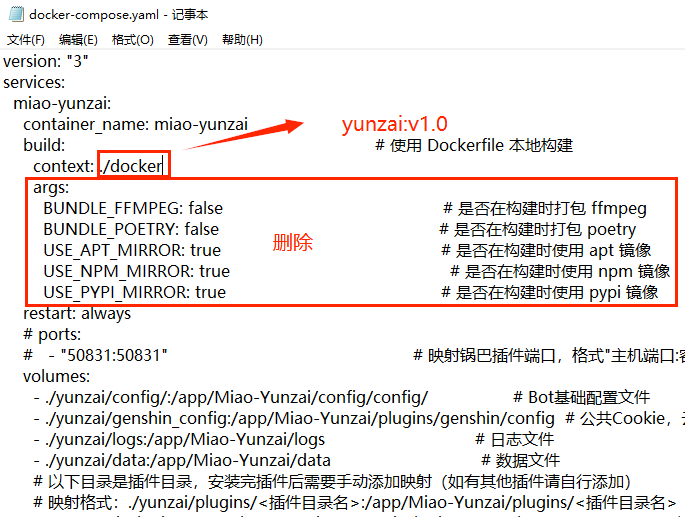 docker-compose.yaml - 记事本
文件(F) 编辑(E) 格式(O) 查看(V) 帮助(H)
version: "3"
services:
miao-yunzai:
container_name: miao-yunzai
yunzai:v1.0
build: # 使用 Dockerfile 本地构建
context: ./docker
args:
BUNDLE_FFMPEG: false # 是否在构建时打包 ffmpeg
BUNDLE_POETRY: false # 是否在构建时打包 poetry
删除
USE_APT_MIRROR: true # 是否在构建时使用 apt 镜像
USE_NPM_MIRROR: true # 是否在构建时使用 npm 镜像
USE_PYPI_MIRROR: true # 是否在构建时使用 pypi 镜像
restart: always
# ports:
# - "50831:50831" # 映射锅巴插件端口，格式"主机端口:
volumes:
- ./yunzai/config/:/app/Miao-Yunzai/config/config/ # Bot基础配置文件
- ./yunzai/genshin_config:/app/Miao-Yunzai/plugins/genshin/config # 公共Cookie，
- ./yunzai/logs:/app/Miao-Yunzai/logs # 日志文件
- ./yunzai/data:/app/Miao-Yunzai/data # 数据文件
# 以下目录是插件目录，安装完插件后需要手动添加映射（如有其他插件请自行添加）
# 映射格式：./yunzai/plugins/<插件目录名>:/app/Miao-Yunzai/plugins/<插件目录名>